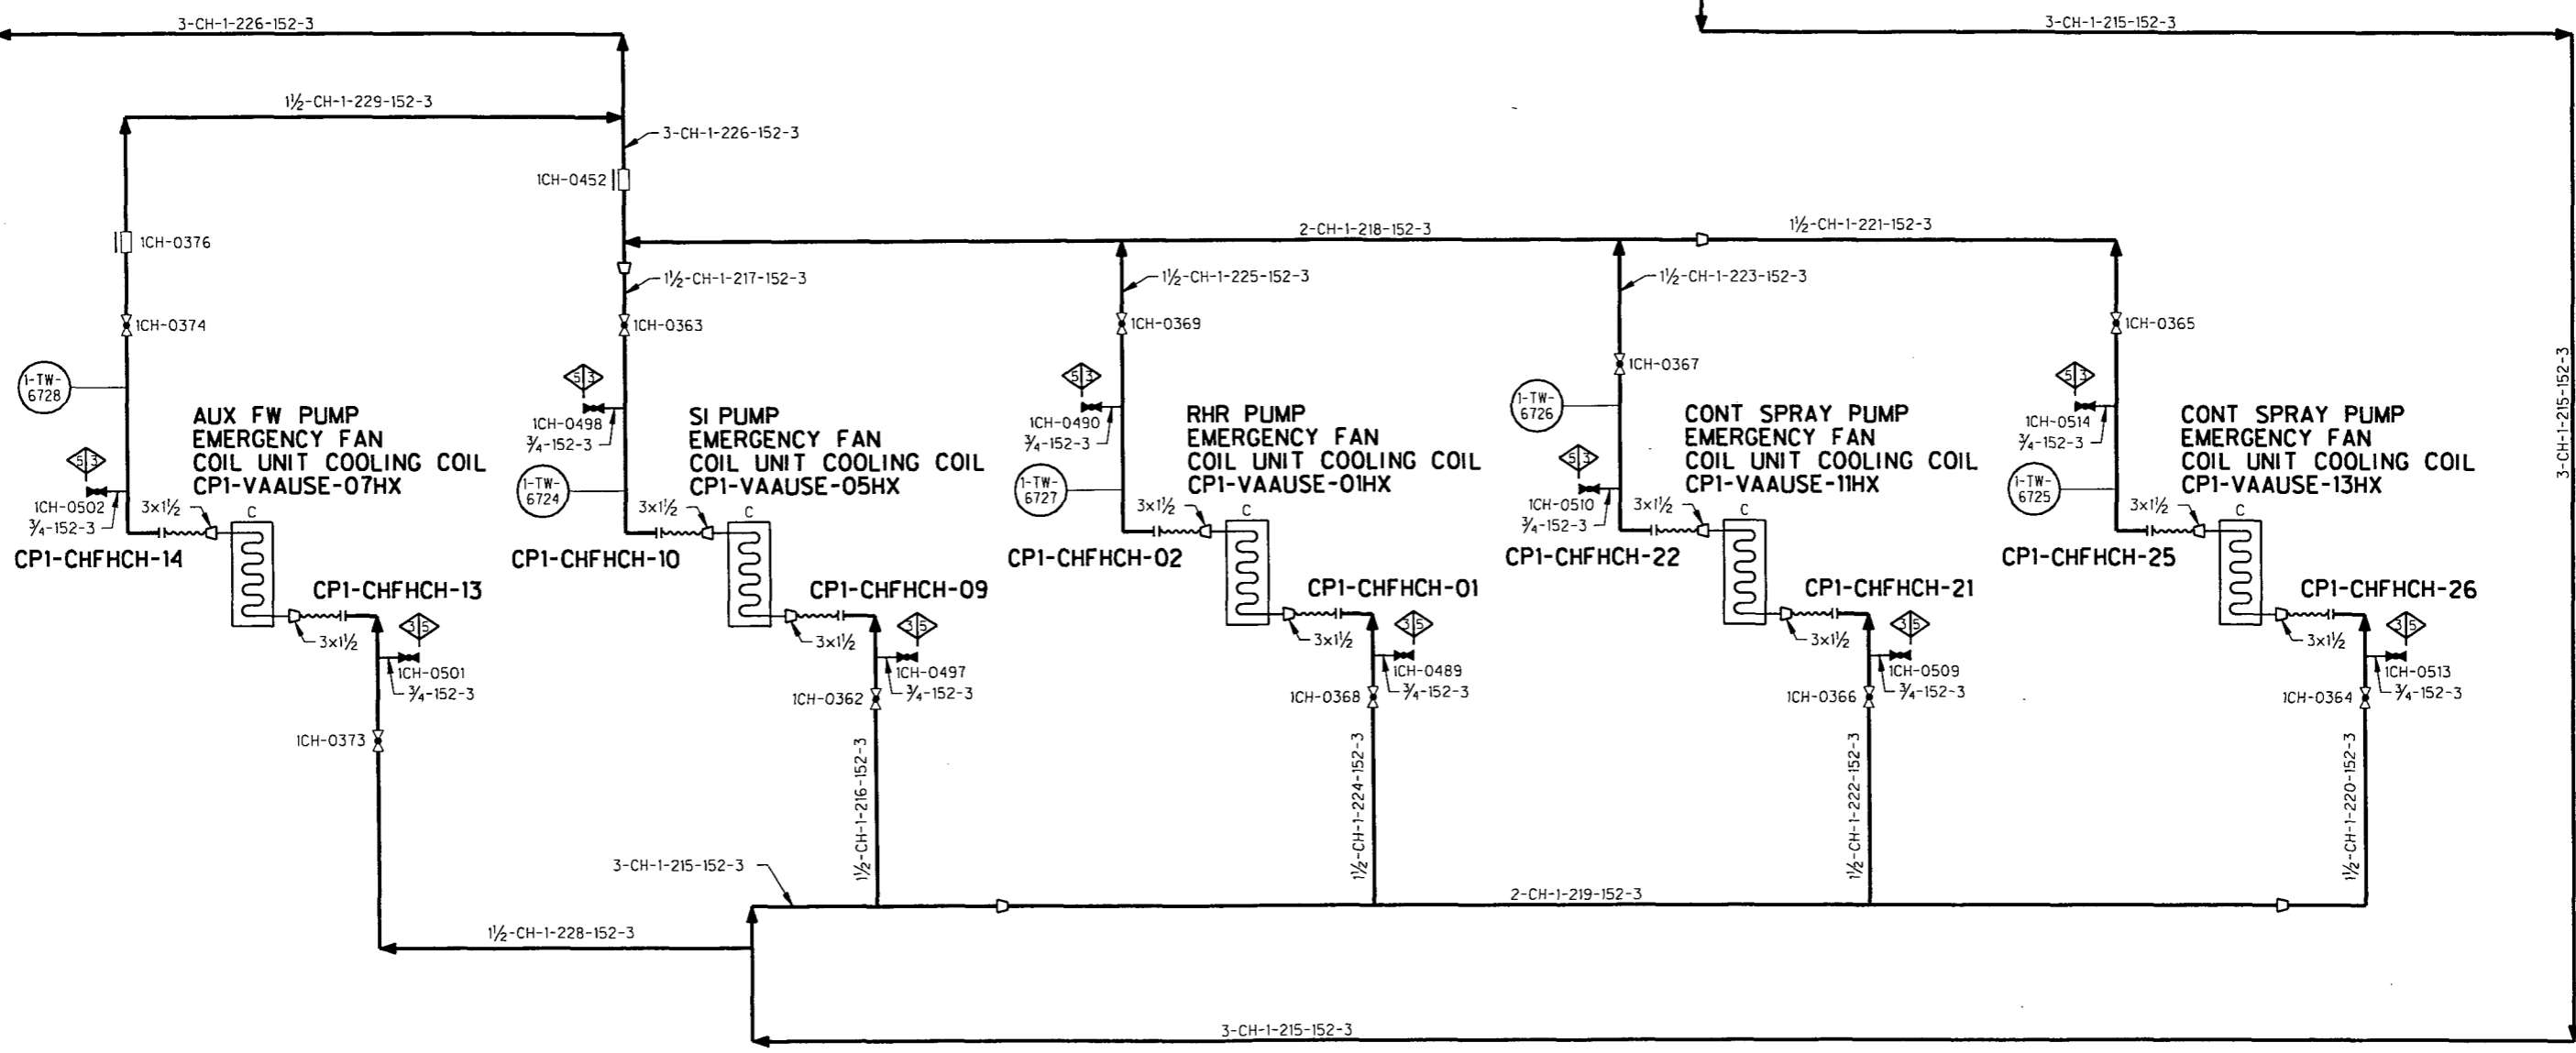 3-CH-1-226-152-3
3-CH-1-215-152-3
1½-CH-1-229-152-3
3-CH-1-226-152-3
1CH-0452
1CH-0376
2-CH-1-218-152-3
1½-CH-1-221-152-3
1½-CH-1-217-152-3
1½-CH-1-225-152-3
1½-CH-1-223-152-3
1CH-0374
1CH-0363
1CH-0369
1CH-0367
1CH-0365
3-CH-1-215-152-3
1-TW-
6728
AUX FW PUMP
EMERGENCY FAN
COIL UNIT COOLING COIL
CP1-VAAUSE-07HX
5 3
1CH-0502
¾-152-3
3x1½
C
CP1-CHFHCH-14
CP1-CHFHCH-13
3x1½
3 5
1CH-0501
¾-152-3
1CH-0373
5 3
1CH-0498
¾-152-3
1-TW-
6724
SI PUMP
EMERGENCY FAN
COIL UNIT COOLING COIL
CP1-VAAUSE-05HX
3x1½
C
CP1-CHFHCH-10
CP1-CHFHCH-09
3x1½
3 5
1CH-0497
¾-152-3
1CH-0362
1½-CH-1-216-152-3
5 3
1CH-0490
¾-152-3
1-TW-
6727
RHR PUMP
EMERGENCY FAN
COIL UNIT COOLING COIL
CP1-VAAUSE-01HX
3x1½
C
CP1-CHFHCH-02
CP1-CHFHCH-01
3x1½
3 5
1CH-0489
¾-152-3
1CH-0368
1½-CH-1-224-152-3
1-TW-
6726
5 3
1CH-0510
¾-152-3
CONT SPRAY PUMP
EMERGENCY FAN
COIL UNIT COOLING COIL
CP1-VAAUSE-11HX
3x1½
C
CP1-CHFHCH-22
CP1-CHFHCH-21
3x1½
3 5
1CH-0509
¾-152-3
1CH-0366
1½-CH-1-222-152-3
5 3
1CH-0514
¾-152-3
1-TW-
6725
CONT SPRAY PUMP
EMERGENCY FAN
COIL UNIT COOLING COIL
CP1-VAAUSE-13HX
3x1½
C
CP1-CHFHCH-25
CP1-CHFHCH-26
3x1½
3 5
1CH-0513
¾-152-3
1CH-0364
1½-CH-1-220-152-3
3-CH-1-215-152-3
2-CH-1-219-152-3
1½-CH-1-228-152-3
3-CH-1-215-152-3